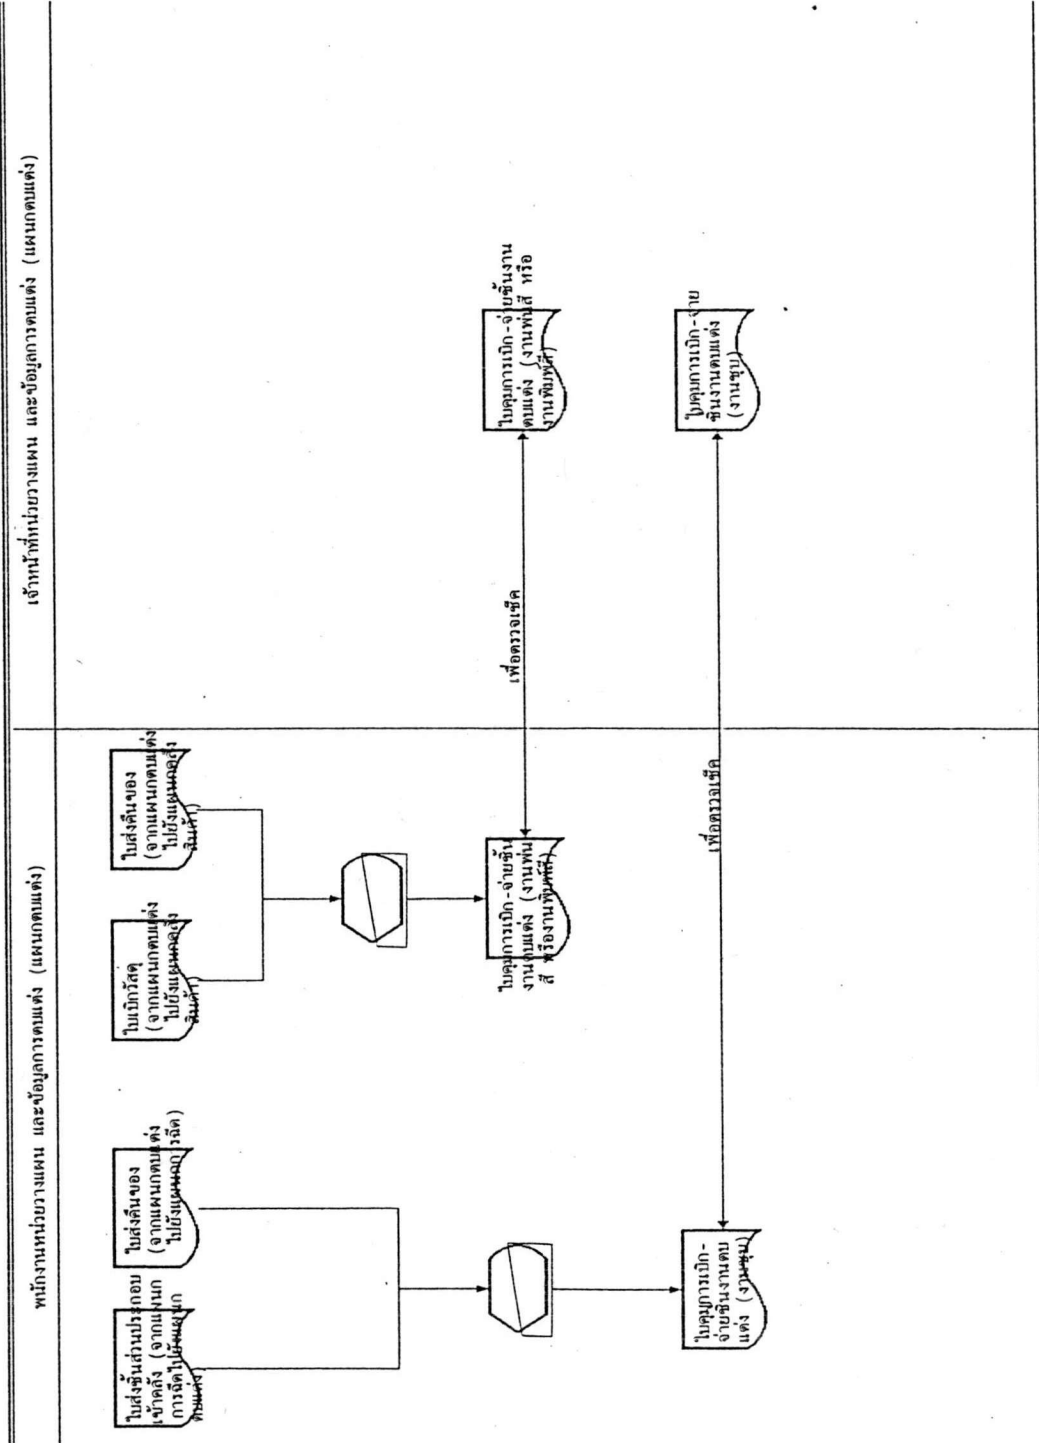 พนักงานหน่วยวางแผน และข้อมูลการตบแต่ง (แผนกตบแต่ง)
เจ้าหน้าที่หน่วยวางแผน และข้อมูลการตบแต่ง (แผนกตบแต่ง)
ใบส่งชิ้นส่วนประกอบ
เข้าคลัง (จากแผนก
การฉีดไปยังแผนก
ตบแต่ง)
ใบส่งคืนของ
(จากแผนกตบแต่ง
ไปยังแผนกการฉีด)
ใบเบิกวัสดุ
(จากแผนกตบแต่ง
ไปยังแผนกคลัง
สินค้า)
ใบส่งคืนของ
(จากแผนกตบแต่ง
ไปยังแผนกคลัง
สินค้า)
ใบคุมการเบิก-จ่ายชิ้น
งานตบแต่ง (งานพ่น
สี หรืองานพิมพ์สี)
เพื่อตรวจเช็ค
ใบคุมการเบิก-จ่ายชิ้นงาน
ตบแต่ง (งานพ่นสี หรือ
งานพิมพ์สี)
ใบคุมการเบิก-
จ่ายชิ้นงานตบ
แต่ง (งานชุบ)
เพื่อตรวจเช็ค
ใบคุมการเบิก-จ่าย
ชิ้นงานตบแต่ง
(งานชุบ)